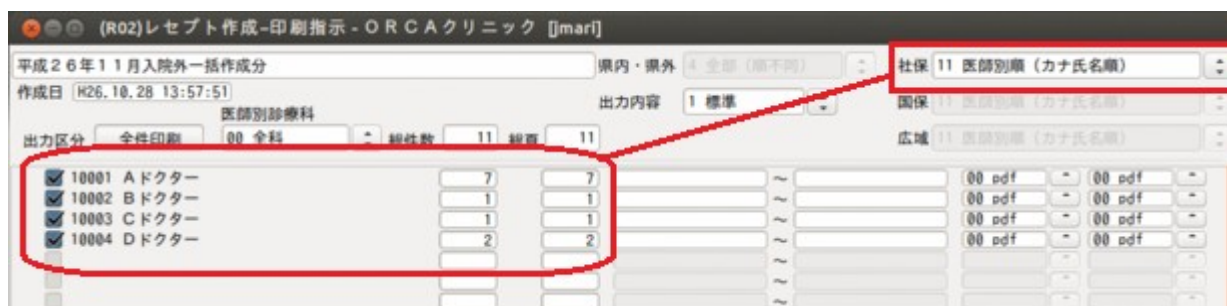 (R02)レセプト作成-印刷指示 - ORCAクリニック [jmari]
平成26年11月入院外一括作成分 県内・県外 4 全部(順不同) 社保 11 医師別順(カナ氏名順)
作成日 H26.10.28 13:57:51 出力内容 1 標準 国保 11 医師別順(カナ氏名順)
医師別診療科
出力区分 全件印刷 00 全科 総件数 11 総頁 11 広域 11 医師別順(カナ氏名順)
10001 Aドクター 7 7 ~ 00 pdf 00 pdf
10002 Bドクター 1 1 ~ 00 pdf 00 pdf
10003 Cドクター 1 1 ~ 00 pdf 00 pdf
10004 Dドクター 2 2 ~ 00 pdf 00 pdf
~
~
~